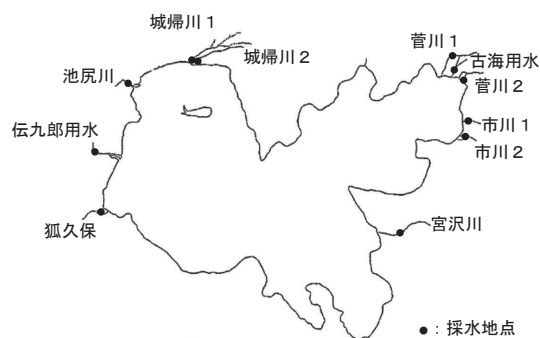 城帰川1
城帰川2
池尻川
伝九郎用水
狐久保
菅川1
古海用水
菅川2
市川1
市川2
宮沢川
●：採水地点